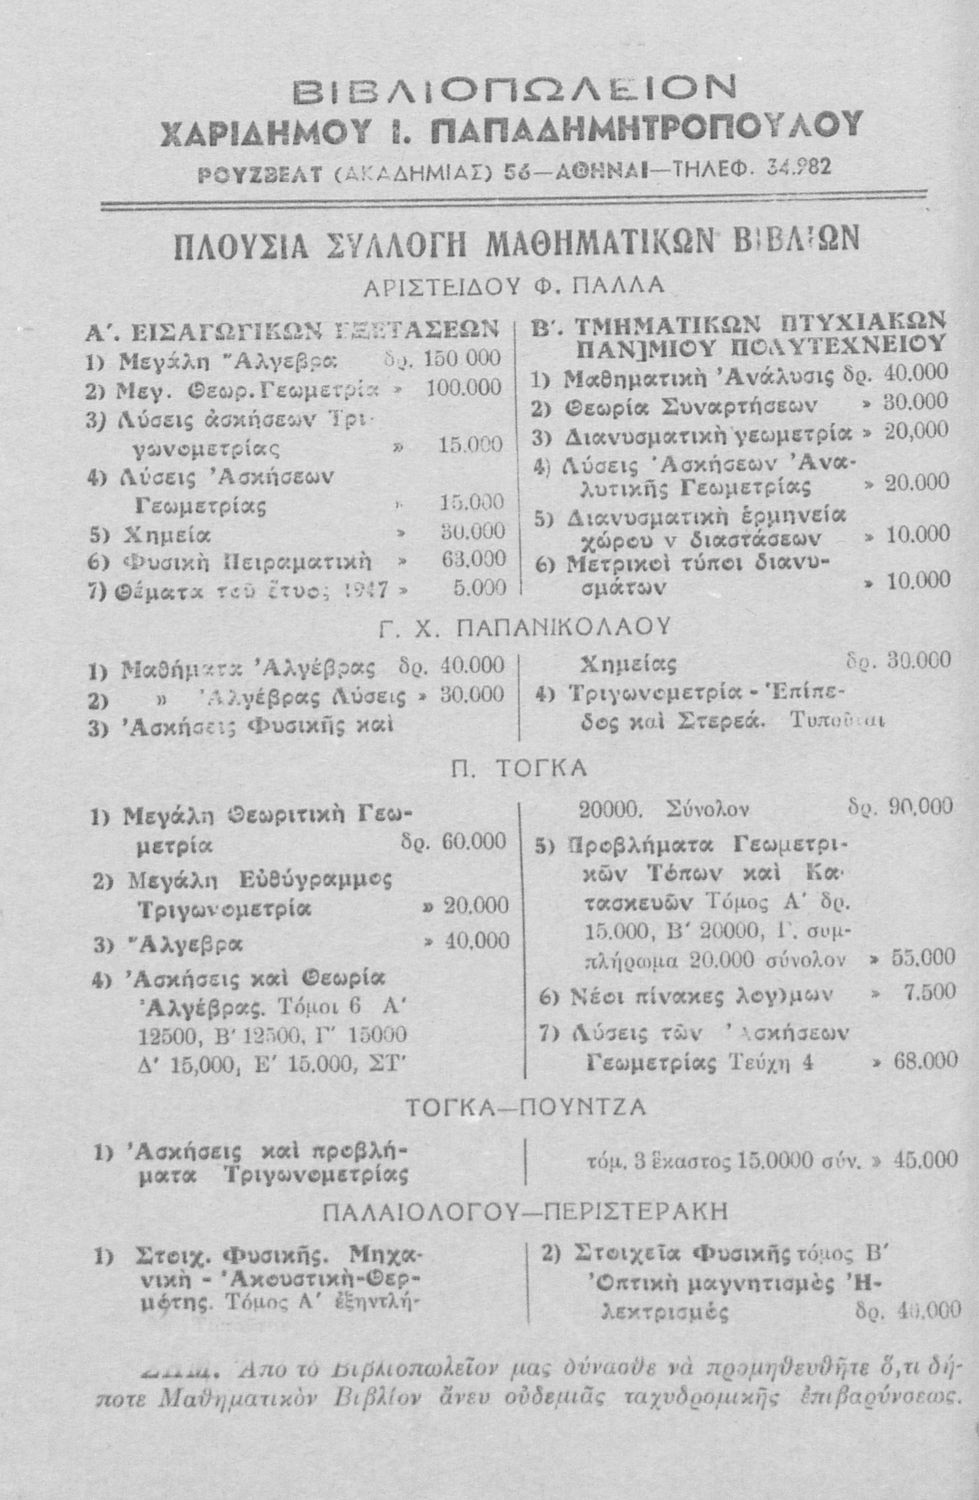 ΒΙΒΛΙΟΠΩΛΕΙΟΝ
ΧΑΡΙΔΗΜΟΥ Ι. ΠΑΠΑΔΗΜΗΤΡΟΠΟΥΛΟΥ
ΡΟΥΖΒΕΛΤ (ΑΚΑΔΗΜΙΑΣ) 56—ΑΘΗΝΑΙ—ΤΗΛΕΦ. 34.982
ΠΛΟΥΣΙΑ ΣΥΛΛΟΓΗ ΜΑΘΗΜΑΤΙΚΩΝ ΒΙΒΛΙΩΝ
ΑΡΙΣΤΕΙΔΟΥ Φ. ΠΑΛΛΑ
Α΄. ΕΙΣΑΓΩΓΙΚΩΝ ΕΞΕΤΑΣΕΩΝ
1) Μεγάλη Ἄλγεβρα δρ. 150 000
2) Μεγ. Θεωρ. Γεωμετρία » 100.000
3) Λύσεις ἀσκήσεων Τρι-
γωνομετρίας » 15.000
4) Λύσεις Ἀσκήσεων
Γεωμετρίας » 15.000
5) Χημεία » 30.000
6) Φυσικὴ Πειραματικὴ » 63.000
7) Θέματα τοῦ ἔτους 1947 » 5.000
Β΄. ΤΜΗΜΑΤΙΚΩΝ ΠΤΥΧΙΑΚΩΝ
ΠΑΝ]ΜΙΟΥ ΠΟΛΥΤΕΧΝΕΙΟΥ
1) Μαθηματικὴ Ἀνάλυσις δρ. 40.000
2) Θεωρία Συναρτήσεων » 30.000
3) Διανυσματικὴ γεωμετρία » 20,000
4) Λύσεις Ἀσκήσεων Ἀνα-
λυτικῆς Γεωμετρίας » 20.000
5) Διανυσματικὴ ἑρμηνεία
χώρου ν διαστάσεων » 10.000
6) Μετρικοὶ τύποι διανυ-
σμάτων » 10.000
Γ. Χ. ΠΑΠΑΝΙΚΟΛΑΟΥ
1) Μαθήματα Ἀλγέβρας δρ. 40.000
2) » Ἀλγέβρας Λύσεις » 30.000
3) Ἀσκήσεις Φυσικῆς καὶ
Χημείας δρ. 30.000
4) Τριγωνομετρία - Ἐπίπε-
δος καὶ Στερεά. Τυποῦται
Π. ΤΟΓΚΑ
1) Μεγάλη Θεωριτικὴ Γεω-
μετρία δρ. 60.000
2) Μεγάλη Εὐθύγραμμος
Τριγωνομετρία » 20.000
3) Ἄλγεβρα » 40,000
4) Ἀσκήσεις καὶ Θεωρία
Ἀλγέβρας. Τόμοι 6 Α΄
12500, Β΄ 12500, Γ΄ 15000
Δ΄ 15,000, Ε΄ 15.000, ΣΤ΄
20000. Σύνολον δρ. 90,000
5) Προβλήματα Γεωμετρι-
κῶν Τόπων καὶ Κα-
τασκευῶν Τόμος Α΄ δρ.
15.000, Β΄ 20000, Γ΄. συμ-
πλήρωμα 20.000 σύνολον » 55.000
6) Νέοι πίνακες λογ)μων » 7.500
7) Λύσεις τῶν Ἀσκήσεων
Γεωμετρίας Τεύχη 4 » 68.000
ΤΟΓΚΑ—ΠΟΥΝΤΖΑ
1) Ἀσκήσεις καὶ προβλή-
ματα Τριγωνομετρίας
τόμ. 3 ἕκαστος 15.0000 σύν. » 45.000
ΠΑΛΑΙΟΛΟΓΟΥ—ΠΕΡΙΣΤΕΡΑΚΗ
1) Στοιχ. Φυσικῆς. Μηχα-
νικὴ - Ἀκουστικὴ-Θερ-
μότης. Τόμος Α΄ ἐξηντλή-
2) Στοιχεῖα Φυσικῆς τόμος Β΄
Ὀπτικὴ μαγνητισμὸς Ἠ-
λεκτρισμός δρ. 40.000
Ἀπὸ τὸ Βιβλιοπωλεῖον μας δύνασθε νὰ προμηθευθῆτε ὅ,τι δή-
ποτε Μαθηματικὸν Βιβλίον ἄνευ οὐδεμιᾶς ταχυδρομικῆς ἐπιβαρύνσεως.